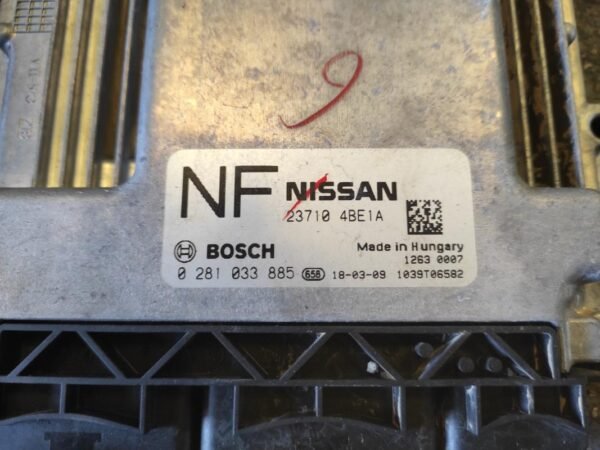 9
NF NISSAN
23710 4BE1A
BOSCH Made in Hungary
1263 0007
0 281 033 885 658 18-03-09 1039T06582